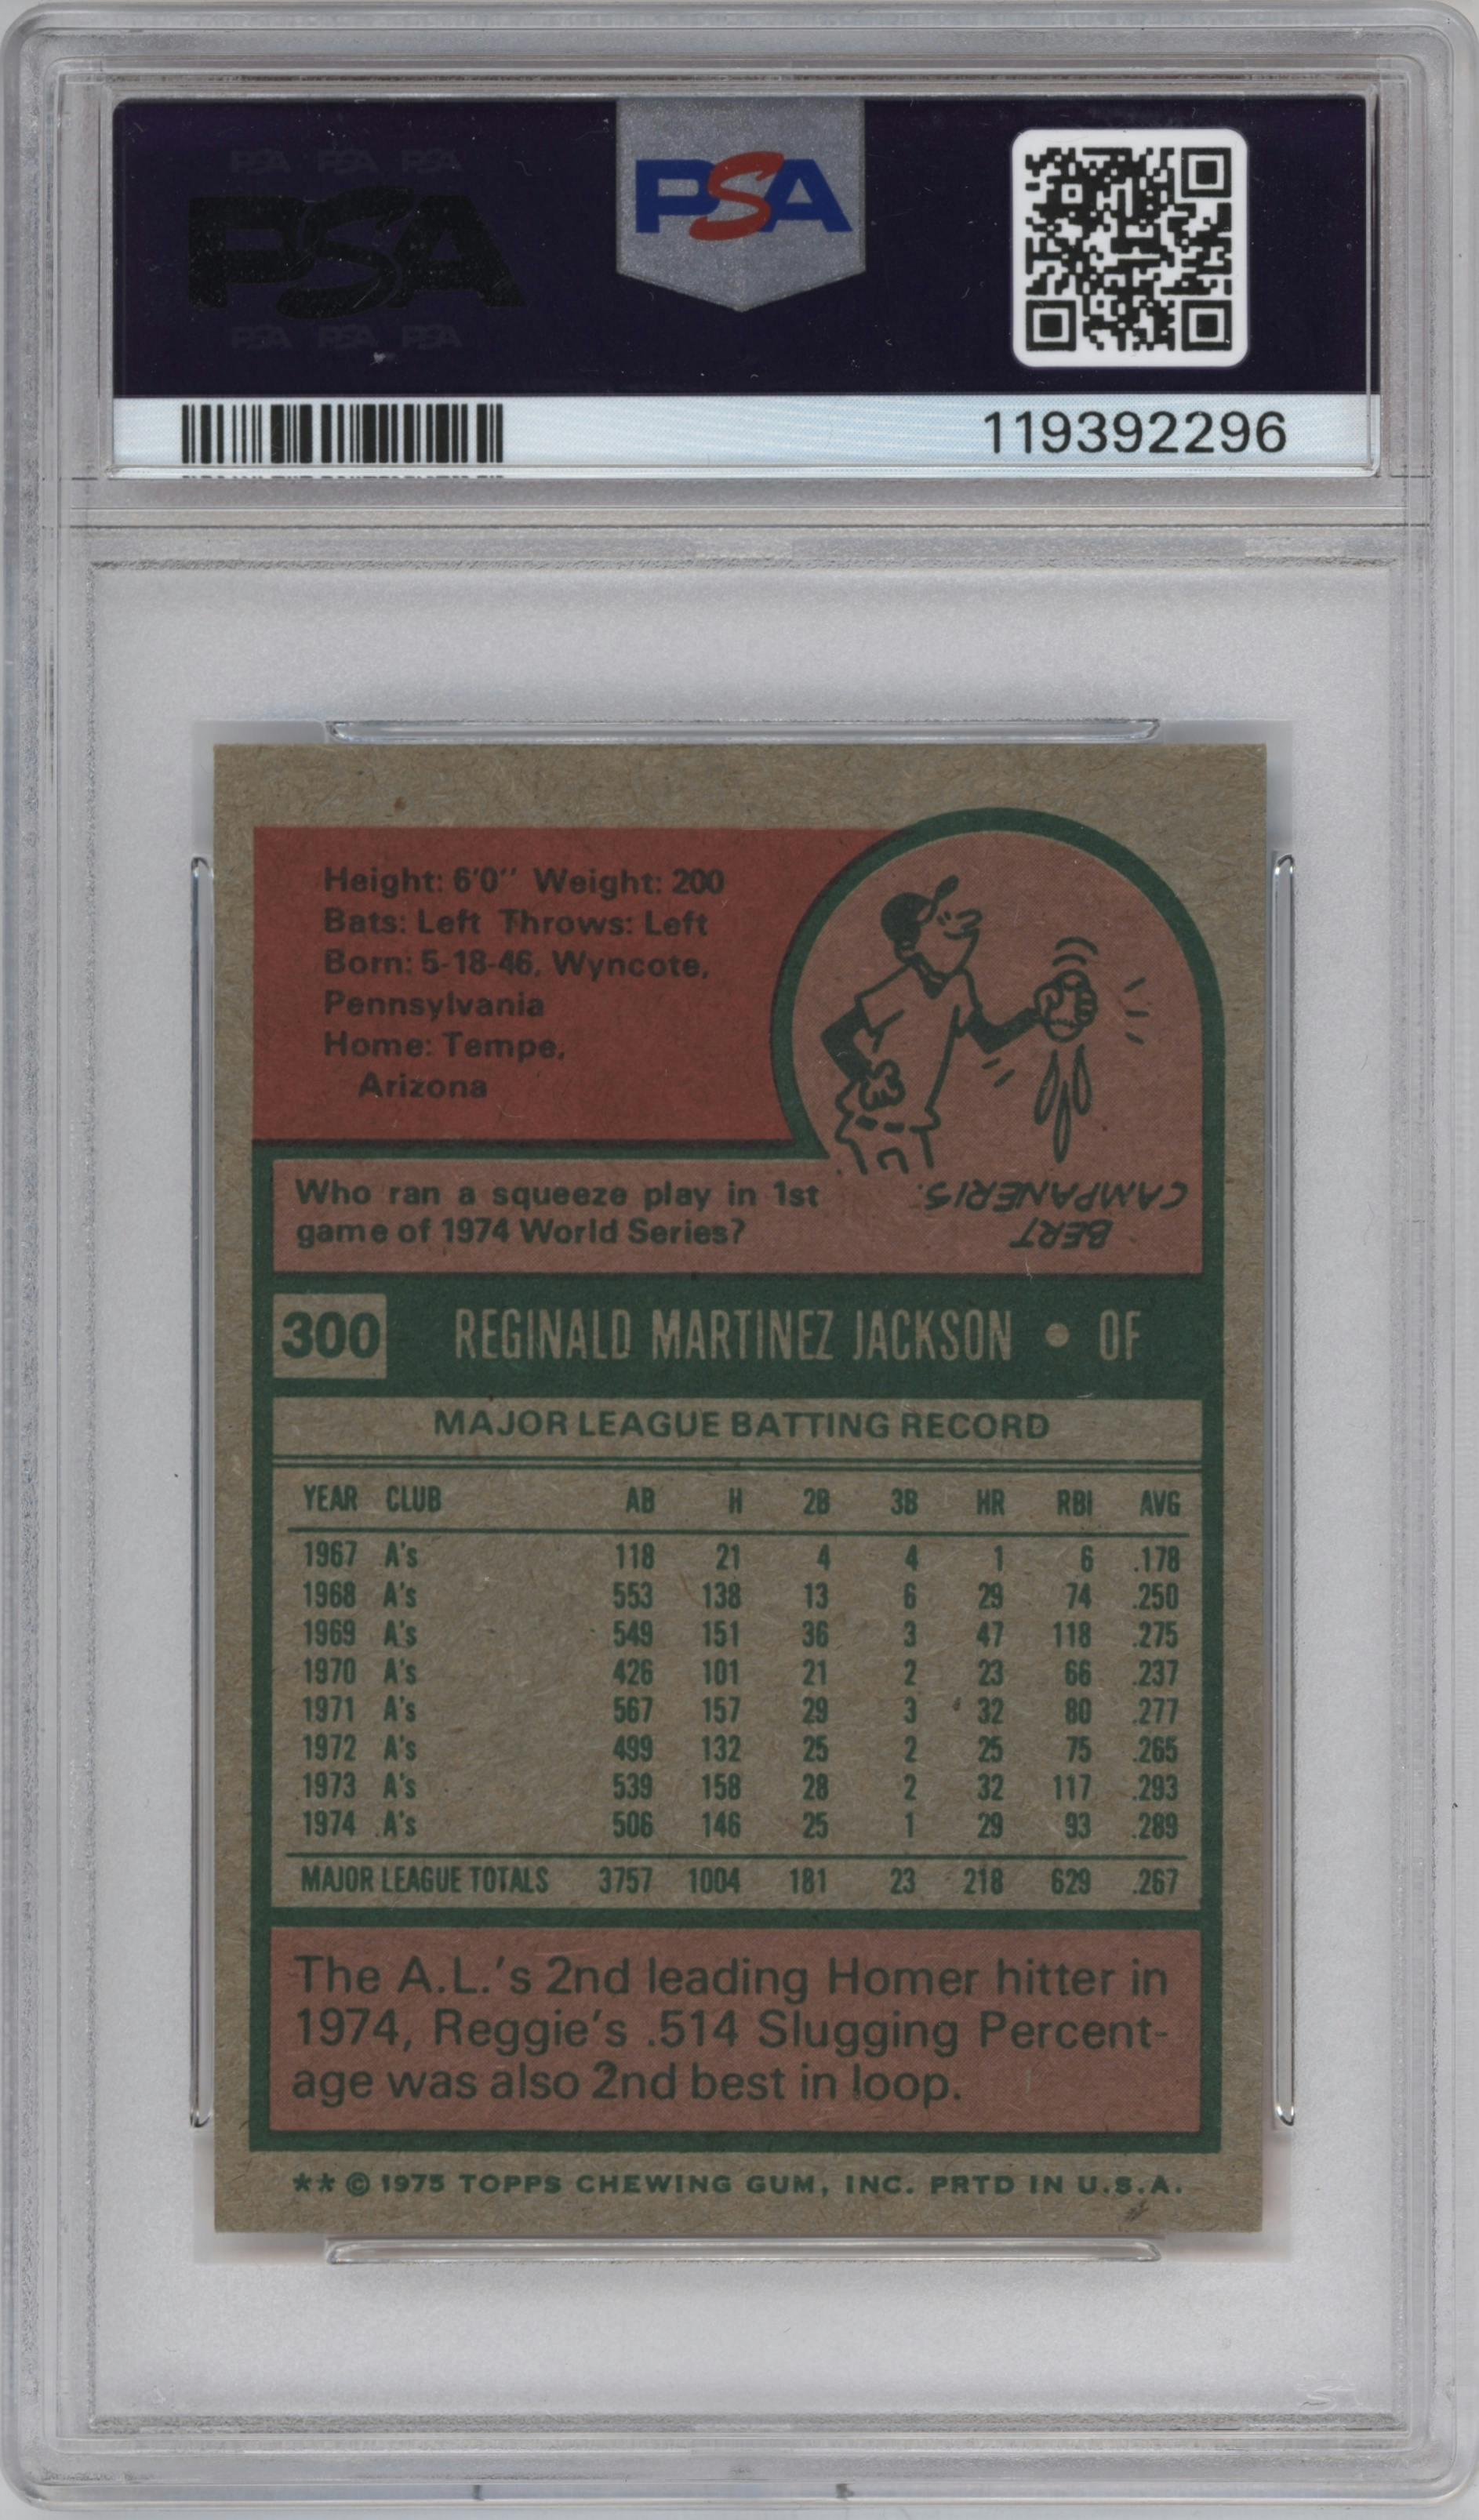 PSA PSA PSA
PSA
PSA PSA PSA
PSA
119392296
Height: 6'0" Weight: 200
Bats: Left Throws: Left
Born: 5-18-46, Wyncote,
Pennsylvania
Home: Tempe,
Arizona
Who ran a squeeze play in 1st
game of 1974 World Series?
BERT
CAMPANERIS.
300 REGINALD MARTINEZ JACKSON • OF
MAJOR LEAGUE BATTING RECORD
YEAR CLUB AB H 2B 3B HR RBI AVG
1967 A's 118 21 4 4 1 6 .178
1968 A's 553 138 13 6 29 74 .250
1969 A's 549 151 36 3 47 118 .275
1970 A's 426 101 21 2 23 66 .237
1971 A's 567 157 29 3 32 80 .277
1972 A's 499 132 25 2 25 75 .265
1973 A's 539 158 28 2 32 117 .293
1974 A's 506 146 25 1 29 93 .289
MAJOR LEAGUE TOTALS 3757 1004 181 23 218 629 .267
The A.L.'s 2nd leading Homer hitter in
1974, Reggie's .514 Slugging Percent-
age was also 2nd best in loop.
** © 1975 TOPPS CHEWING GUM, INC. PRTD IN U.S.A.